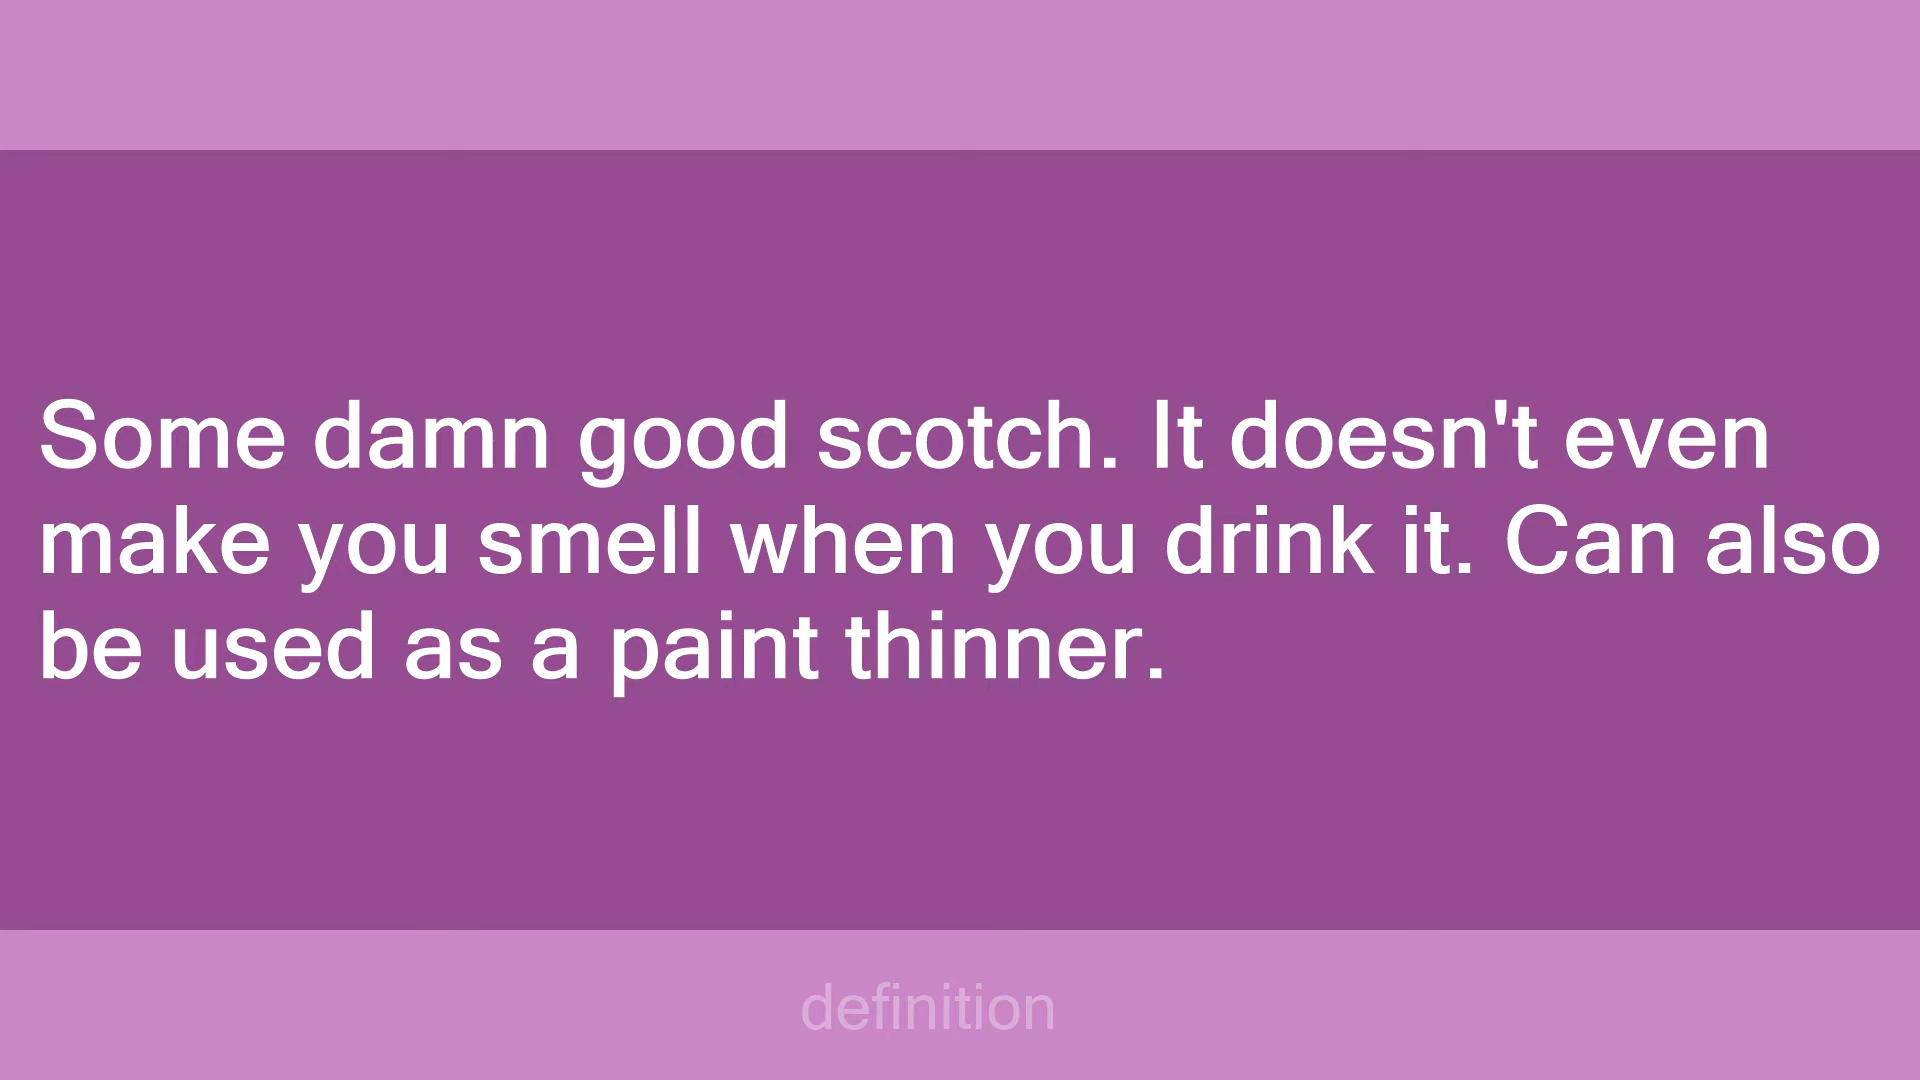 Some damn good scotch. It doesn't even
make you smell when you drink it. Can also
be used as a paint thinner.
definition